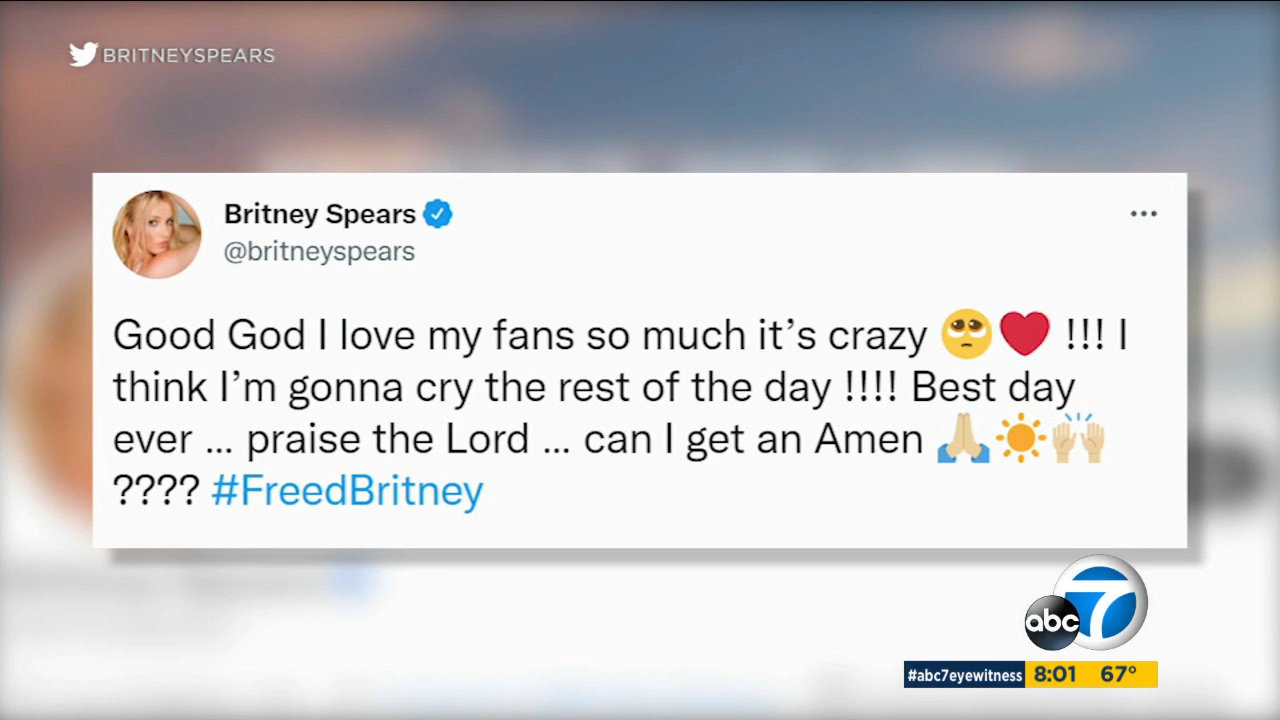 BRITNEYSPEARS
Britney Spears
@britneyspears
Good God I love my fans so much it’s crazy 🥺❤️ !!! I
think I’m gonna cry the rest of the day !!!! Best day
ever ... praise the Lord ... can I get an Amen 🙏🏼☀️🙌🏼
???? #FreedBritney
abc 7
#abc7eyewitness 8:01 67°